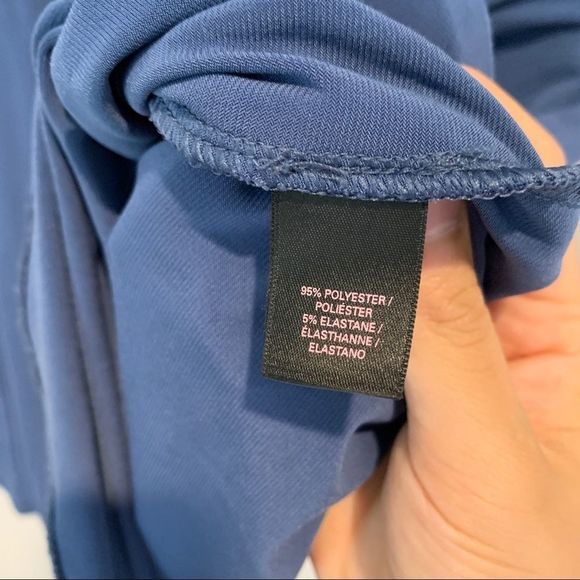 95% POLYESTER /
POLIÉSTER
5% ELASTANE /
ÉLASTHANNE /
ELASTANO